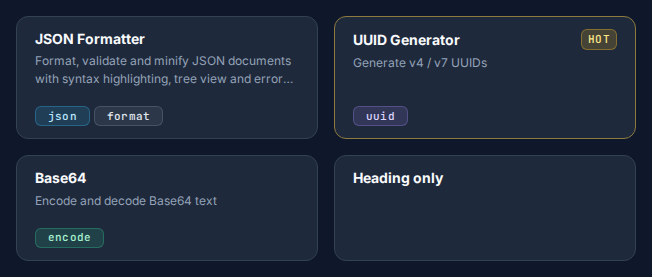 JSON Formatter
Format, validate and minify JSON documents
with syntax highlighting, tree view and error…
json format
UUID Generator HOT
Generate v4 / v7 UUIDs
uuid
Base64
Encode and decode Base64 text
encode
Heading only